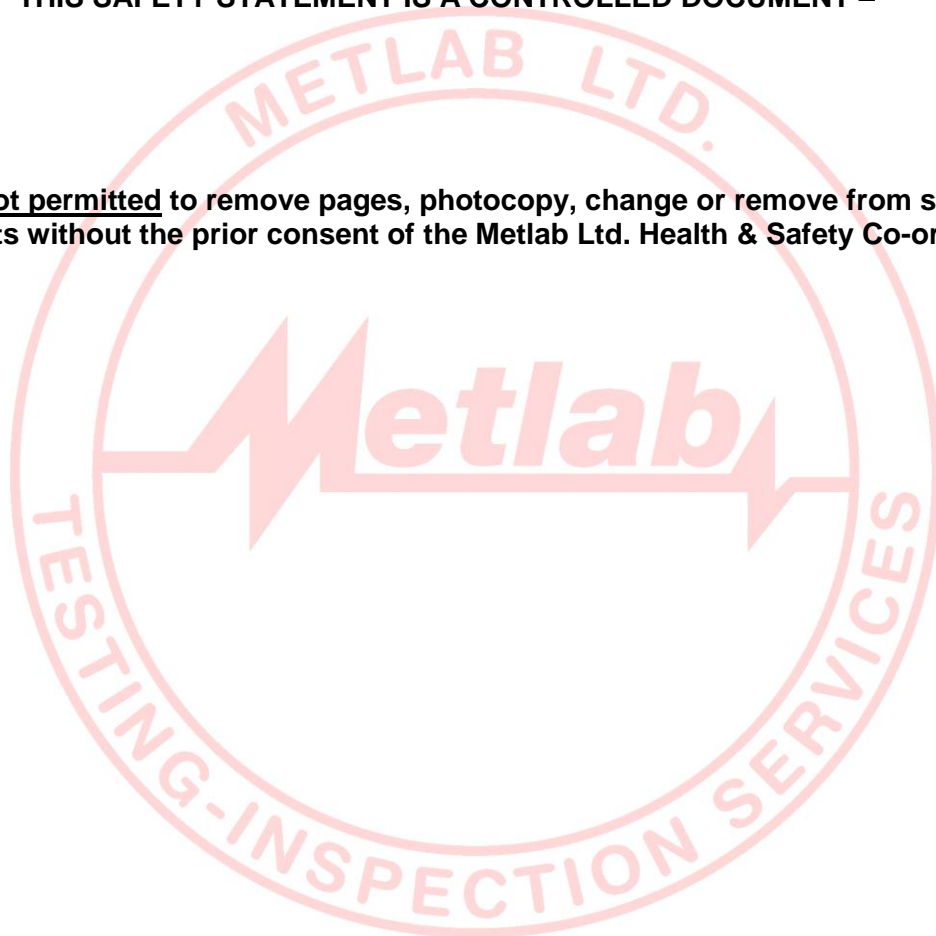 THIS SAFETY STATEMENT IS A CONTROLLED DOCUMENT –
METLAB LTD.
ot permitted to remove pages, photocopy, change or remove from s
ts without the prior consent of the Metlab Ltd. Health & Safety Co-or
Metlab
TESTING-INSPECTION SERVICES